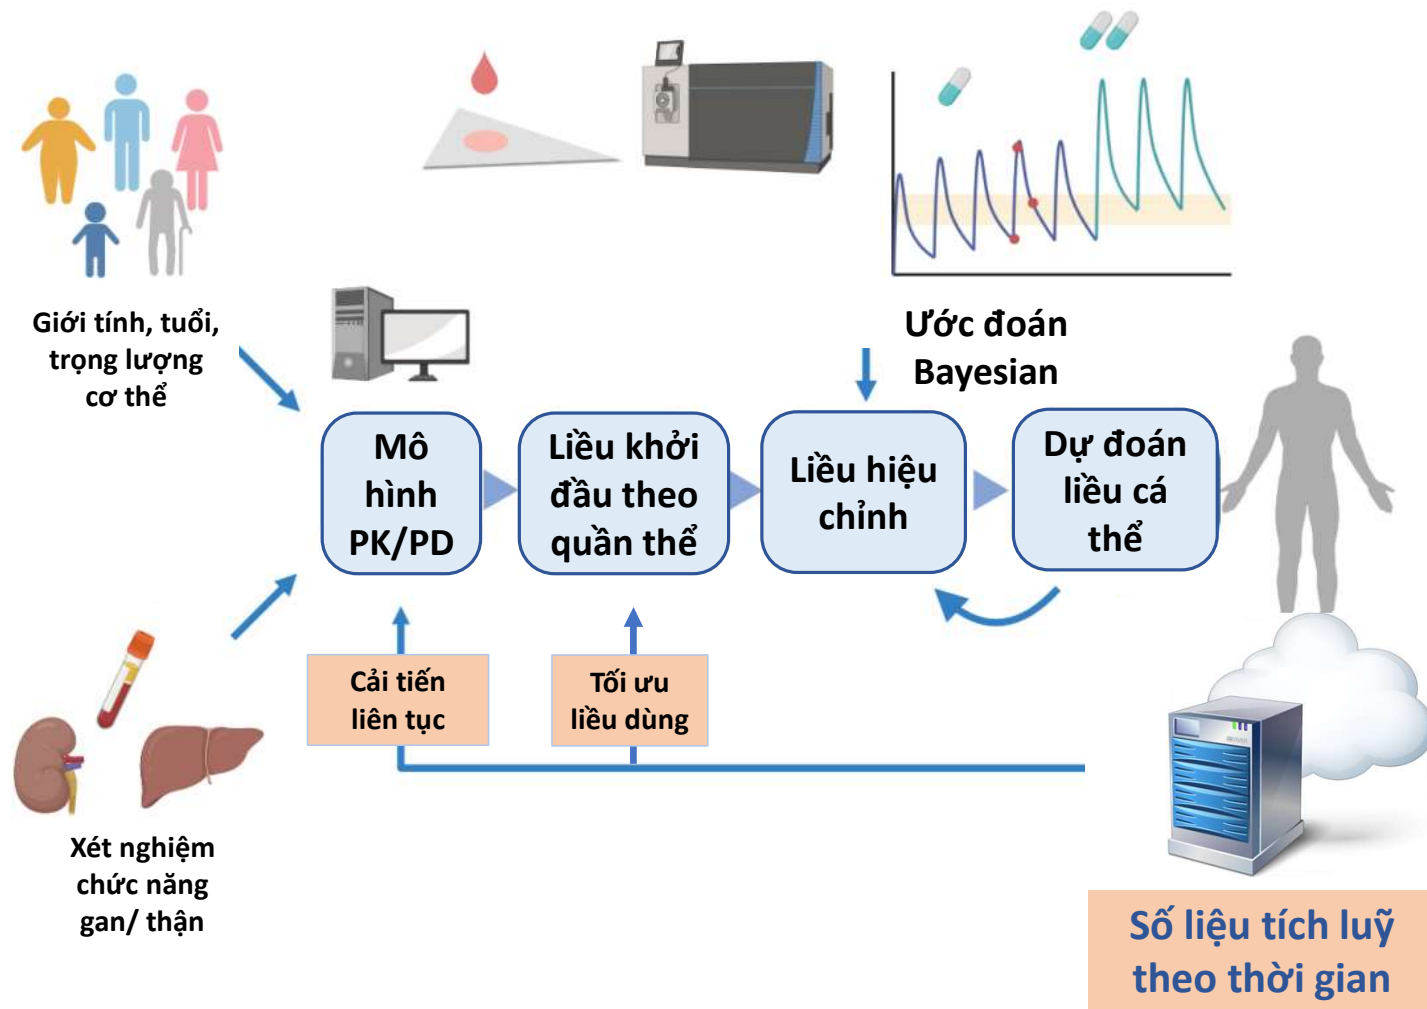 Giới tính, tuổi,
trọng lượng
cơ thể
Ước đoán
Bayesian
Mô
hình
PK/PD
Liều khởi
đầu theo
quần thể
Liều hiệu
chỉnh
Dự đoán
liều cá
thể
Cải tiến
liên tục
Tối ưu
liều dùng
Xét nghiệm
chức năng
gan/ thận
Số liệu tích luỹ
theo thời gian